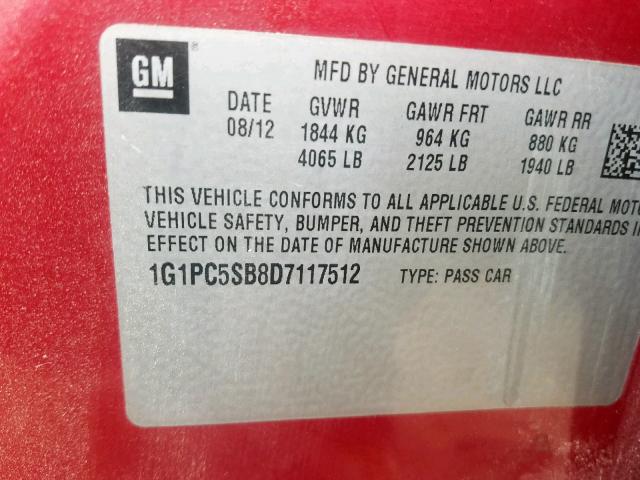 GM®
MFD BY GENERAL MOTORS LLC
DATE GVWR GAWR FRT GAWR RR
08/12 1844 KG 964 KG 880 KG
4065 LB 2125 LB 1940 LB
THIS VEHICLE CONFORMS TO ALL APPLICABLE U.S. FEDERAL MOT
VEHICLE SAFETY, BUMPER, AND THEFT PREVENTION STANDARDS I
EFFECT ON THE DATE OF MANUFACTURE SHOWN ABOVE.
1G1PC5SB8D7117512 TYPE: PASS CAR